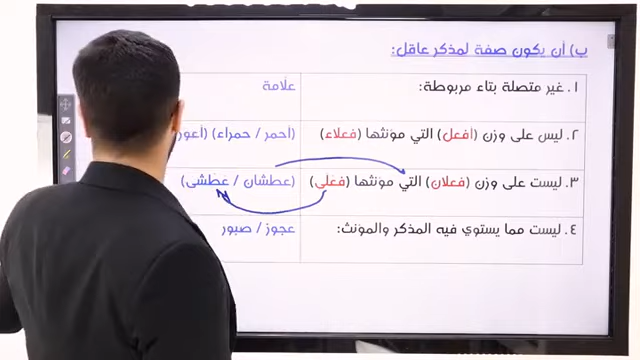 ب) أن يكون صفة لمذكر عاقل:
١. غير متصلة بتاء مربوطة: علامة
٢. ليس على وزن (أفعل) التي مؤنثها (فعلاء) (أحمر / حمراء) (أعور
٣. ليست على وزن (فعلان) التي مؤنثها (فعلى) (عطشان / عطشى)
٤. ليست مما يستوي فيه المذكر والمؤنث: عجوز / صبور